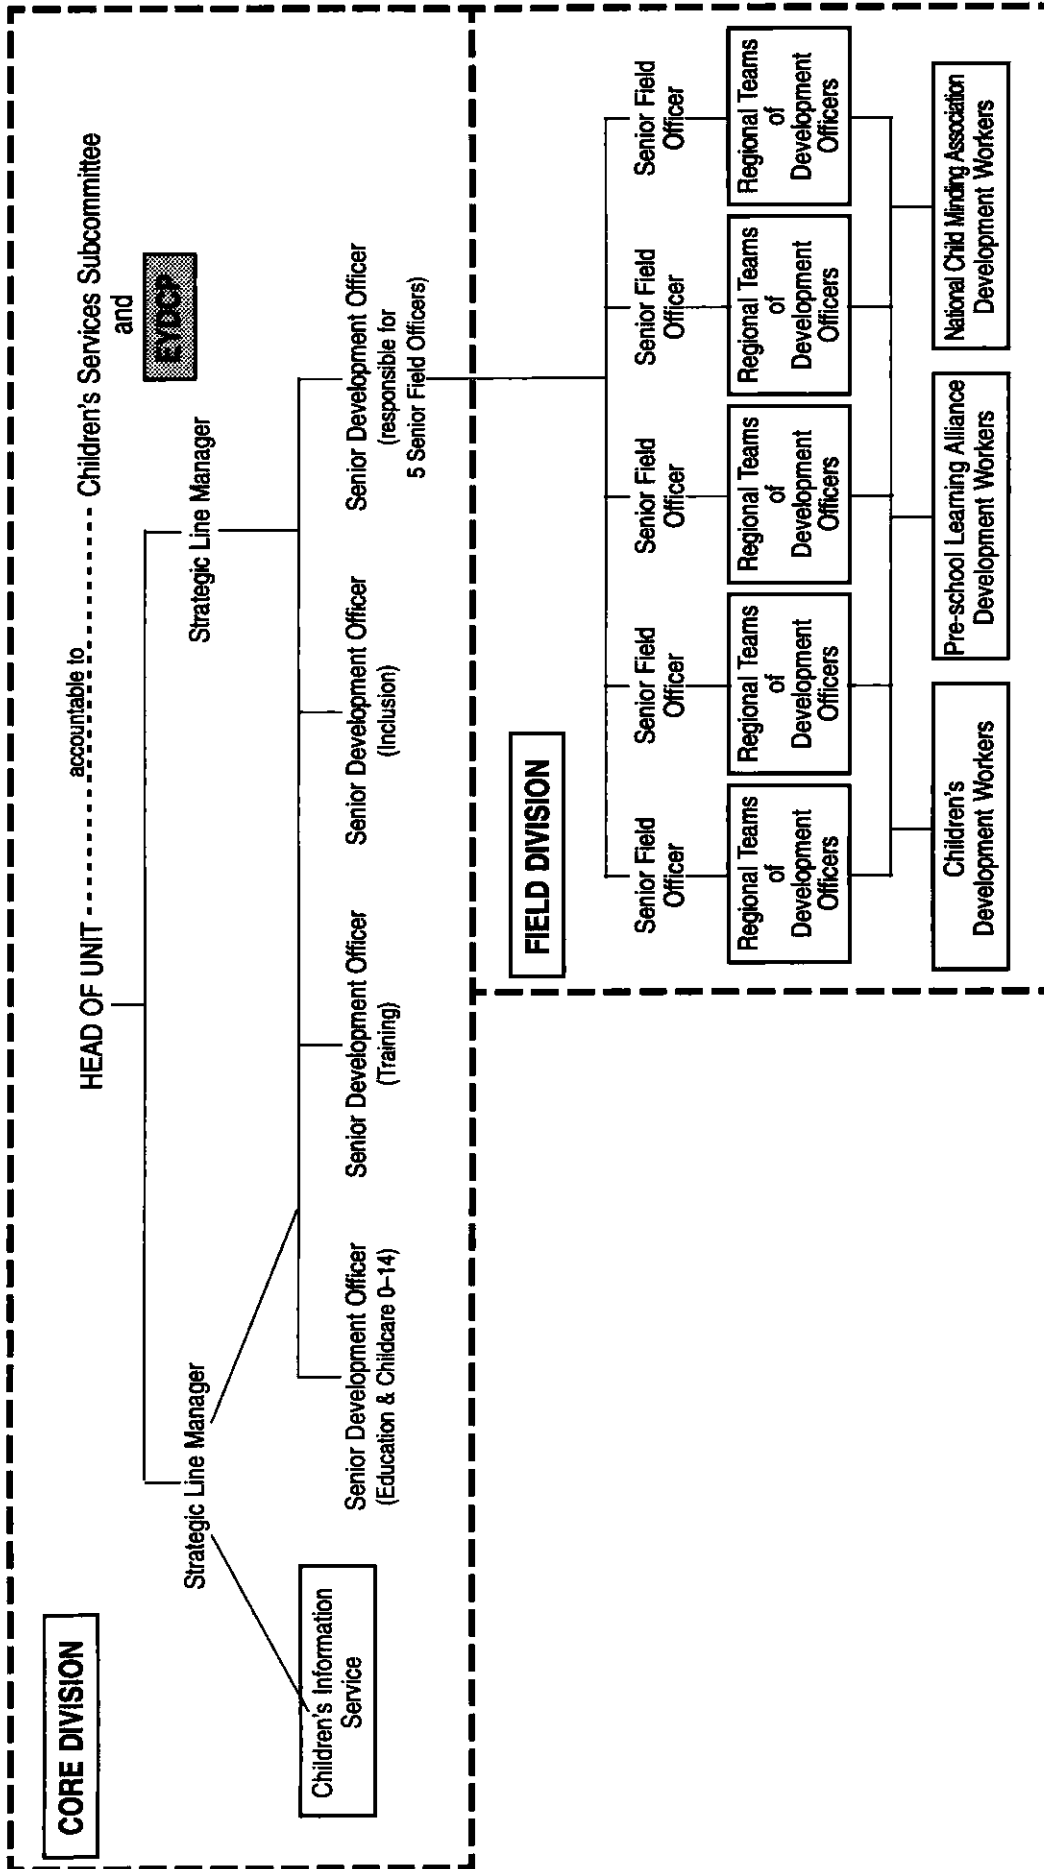 CORE DIVISION
HEAD OF UNIT
accountable to
Children's Services Subcommittee
and
EYDCP
Strategic Line Manager
Strategic Line Manager
Children's Information
Service
Senior Development Officer
(Education & Childcare 0–14)
Senior Development Officer
(Training)
Senior Development Officer
(Inclusion)
Senior Development Officer
(responsible for
5 Senior Field Officers)
FIELD DIVISION
Senior Field
Officer
Senior Field
Officer
Senior Field
Officer
Senior Field
Officer
Senior Field
Officer
Regional Teams
of
Development
Officers
Regional Teams
of
Development
Officers
Regional Teams
of
Development
Officers
Regional Teams
of
Development
Officers
Regional Teams
of
Development
Officers
Children's
Development Workers
Pre-school Learning Alliance
Development Workers
National Child Minding Association
Development Workers